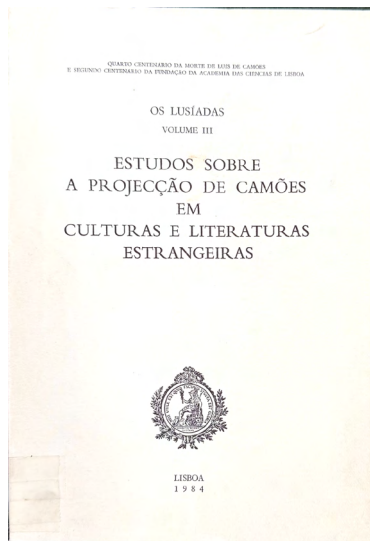 QUARTO CENTENÁRIO DA MORTE DE LUÍS DE CAMÕES
E SEGUNDO CENTENÁRIO DA FUNDAÇÃO DA ACADEMIA DAS CIÊNCIAS DE LISBOA
OS LUSÍADAS
VOLUME III
ESTUDOS SOBRE
A PROJECÇÃO DE CAMÕES
EM
CULTURAS E LITERATURAS
ESTRANGEIRAS
LISBOA
1984